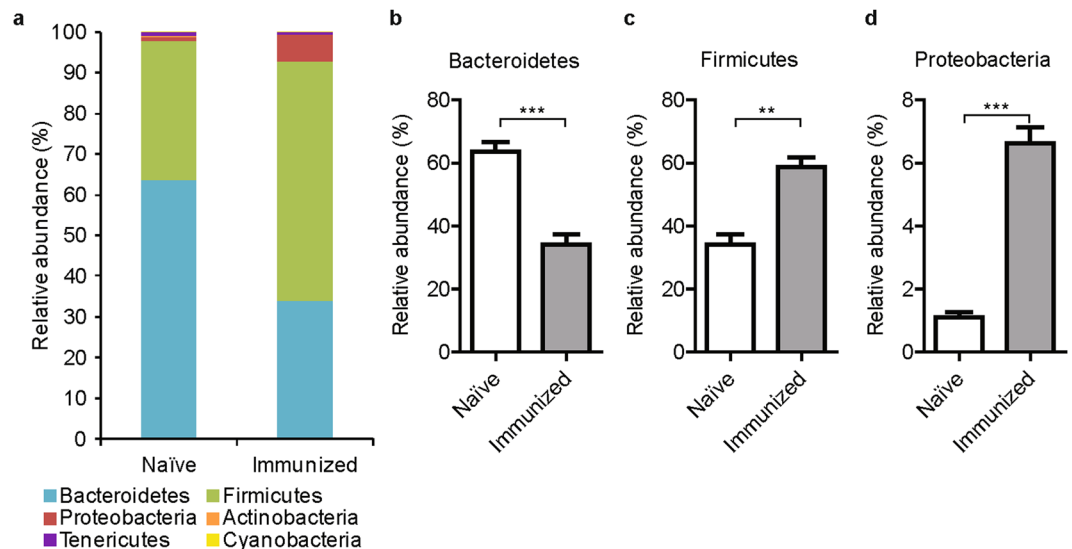 a
Relative abundance (%)
100
90
80
70
60
50
40
30
20
10
0
Naïve Immunized
Bacteroidetes Firmicutes
Proteobacteria Actinobacteria
Tenericutes Cyanobacteria
b
Bacteroidetes
Relative abundance (%)
80
60
40
20
0
***
Naïve
Immunized
c
Firmicutes
Relative abundance (%)
80
60
40
20
0
**
Naïve
Immunized
d
Proteobacteria
Relative abundance (%)
8
6
4
2
0
***
Naïve
Immunized